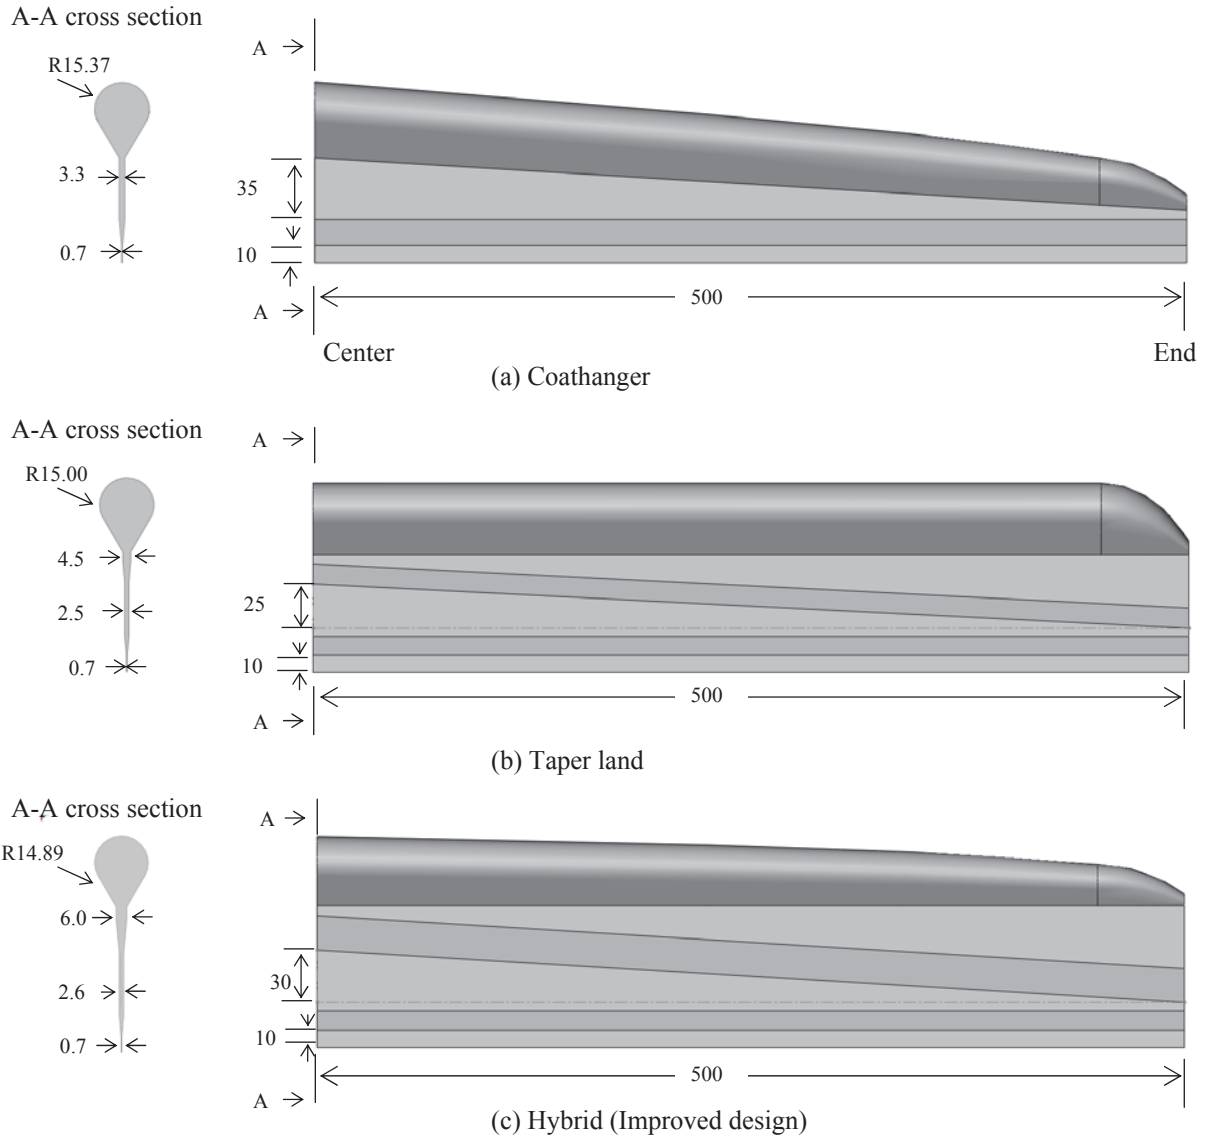 A-A cross section
A
R15.37
3.3
35
0.7
10
500
A
Center
End
(a) Coathanger
A-A cross section
A
R15.00
4.5
25
2.5
10
0.7
500
A
(b) Taper land
A-A cross section
A
R14.89
6.0
30
2.6
10
0.7
500
A
(c) Hybrid (Improved design)